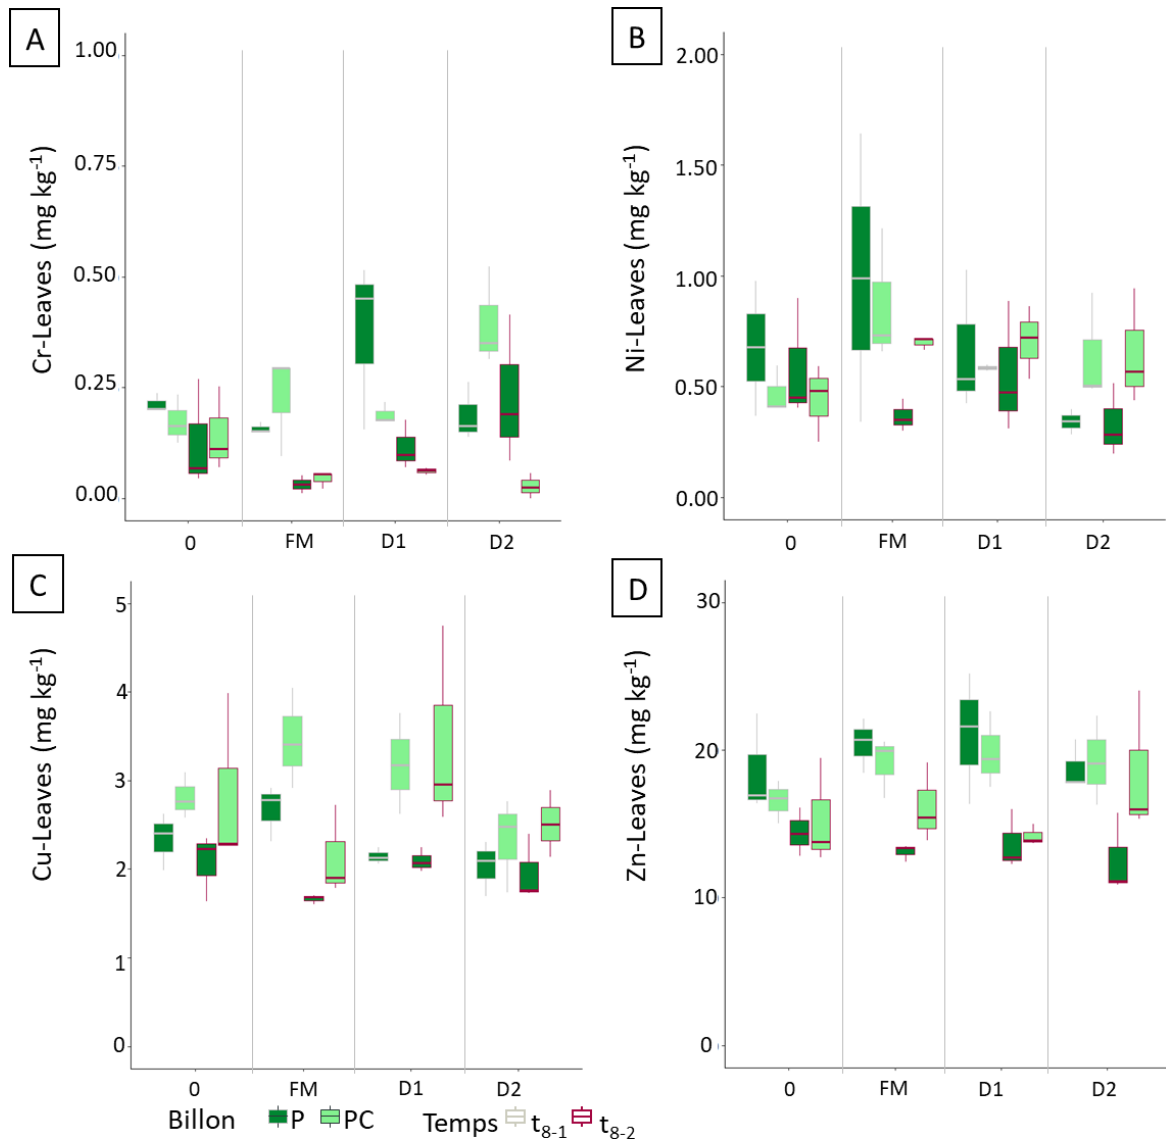 A
Cr-Leaves (mg kg⁻¹)
1.00
0.75
0.50
0.25
0.00
0 FM D1 D2
B
Ni-Leaves (mg kg⁻¹)
2.00
1.50
1.00
0.50
0.00
0 FM D1 D2
C
Cu-Leaves (mg kg⁻¹)
5
4
3
2
1
0
0 FM D1 D2
D
Zn-Leaves (mg kg⁻¹)
30
20
10
0
0 FM D1 D2
Billon P PC Temps t₈₋₁ t₈₋₂